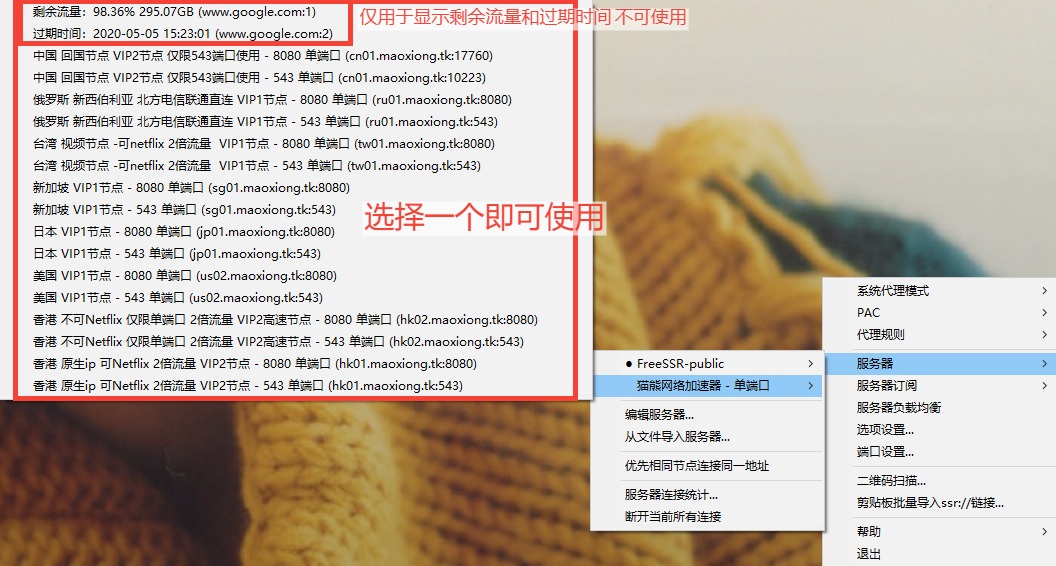 剩余流量：98.36% 295.07GB (www.google.com:1)
仅用于显示剩余流量和过期时间 不可使用
过期时间：2020-05-05 15:23:01 (www.google.com:2)
中国 回国节点 VIP2节点 仅限543端口使用 - 8080 单端口 (cn01.maoxiong.tk:17760)
中国 回国节点 VIP2节点 仅限543端口使用 - 543 单端口 (cn01.maoxiong.tk:10223)
俄罗斯 新西伯利亚 北方电信联通直连 VIP1节点 - 8080 单端口 (ru01.maoxiong.tk:8080)
俄罗斯 新西伯利亚 北方电信联通直连 VIP1节点 - 543 单端口 (ru01.maoxiong.tk:543)
台湾 视频节点 -可netflix 2倍流量  VIP1节点 - 8080 单端口 (tw01.maoxiong.tk:8080)
台湾 视频节点 -可netflix 2倍流量  VIP1节点 - 543 单端口 (tw01.maoxiong.tk:543)
新加坡 VIP1节点 - 8080 单端口 (sg01.maoxiong.tk:8080)
新加坡 VIP1节点 - 543 单端口 (sg01.maoxiong.tk:543)
选择一个即可使用
日本 VIP1节点 - 8080 单端口 (jp01.maoxiong.tk:8080)
日本 VIP1节点 - 543 单端口 (jp01.maoxiong.tk:543)
美国 VIP1节点 - 8080 单端口 (us02.maoxiong.tk:8080)
美国 VIP1节点 - 543 单端口 (us02.maoxiong.tk:543)
香港 不可Netflix 仅限单端口 2倍流量 VIP2高速节点 - 8080 单端口 (hk02.maoxiong.tk:8080)
香港 不可Netflix 仅限单端口 2倍流量 VIP2高速节点 - 543 单端口 (hk02.maoxiong.tk:543)
香港 原生ip 可Netflix 2倍流量 VIP2节点 - 8080 单端口 (hk01.maoxiong.tk:8080)
香港 原生ip 可Netflix 2倍流量 VIP2节点 - 543 单端口 (hk01.maoxiong.tk:543)
● FreeSSR-public
猫熊网络加速器 - 单端口
编辑服务器...
从文件导入服务器...
优先相同节点连接同一地址
服务器连接统计...
断开当前所有连接
系统代理模式
PAC
代理规则
服务器
服务器订阅
服务器负载均衡
选项设置...
端口设置...
二维码扫描...
剪贴板批量导入ssr://链接...
帮助
退出